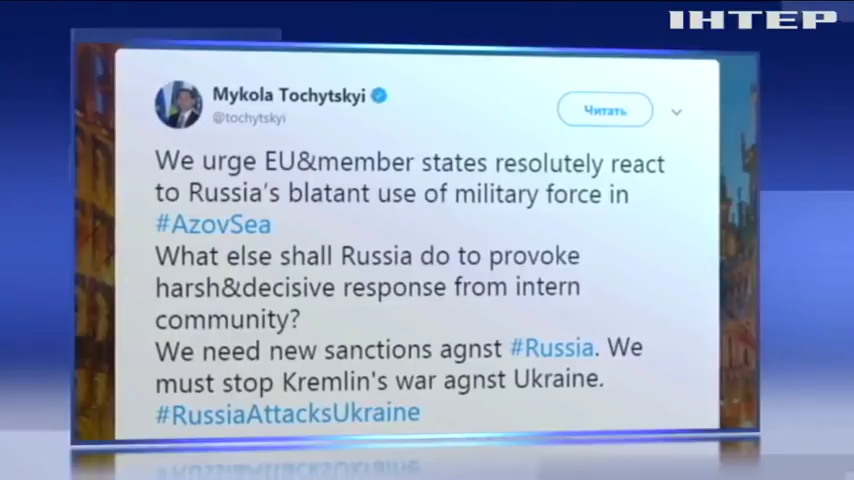 ІНТЕР
Mykola Tochytskyi
@tochytskyi
Читать
We urge EU&member states resolutely react
to Russia's blatant use of military force in
#AzovSea
What else shall Russia do to provoke
harsh&decisive response from intern
community?
We need new sanctions agnst #Russia. We
must stop Kremlin's war agnst Ukraine.
#RussiaAttacksUkraine